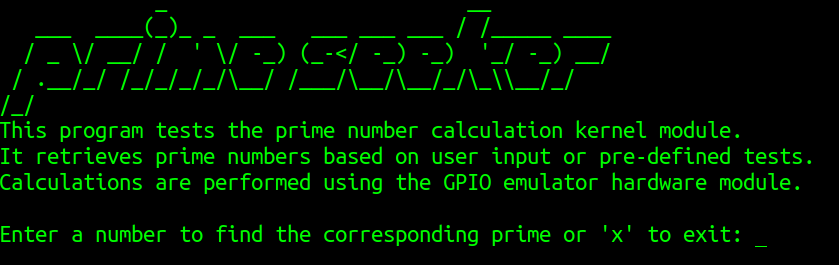 prime seeker
This program tests the prime number calculation kernel module.
It retrieves prime numbers based on user input or pre-defined tests.
Calculations are performed using the GPIO emulator hardware module.
Enter a number to find the corresponding prime or 'x' to exit: _